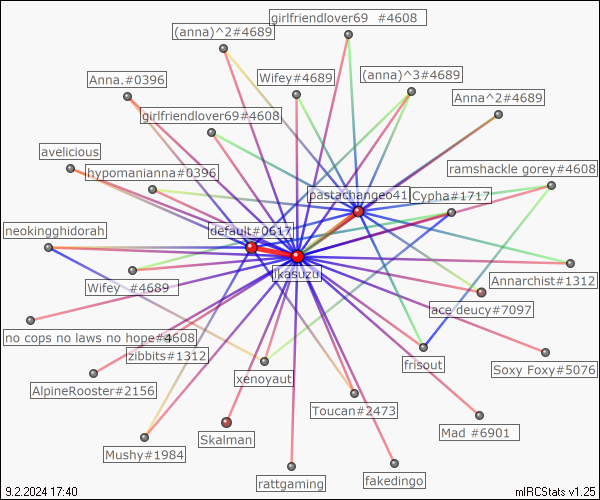 girlfriendlover69 #4608
(anna)^2#4689
Wifey#4689
(anna)^3#4689
Anna.#0396
Anna^2#4689
girlfriendlover69#4608
avelicious
hypomanianna#0396
ramshackle gorey#4608
pastachangeo41
Cypha#1717
neokingghidorah
default#0617
ikasuzu
Wifey #4689
Annarchist#1312
ace deucy#7097
no cops no laws no hope#4608
zibbits#1312
frisout
Soxy Foxy#5076
AlpineRooster#2156
xenoyaut
Toucan#2473
Mad #6901
Skalman
Mushy#1984
rattgaming
fakedingo
9.2.2024 17:40
mIRCStats v1.25